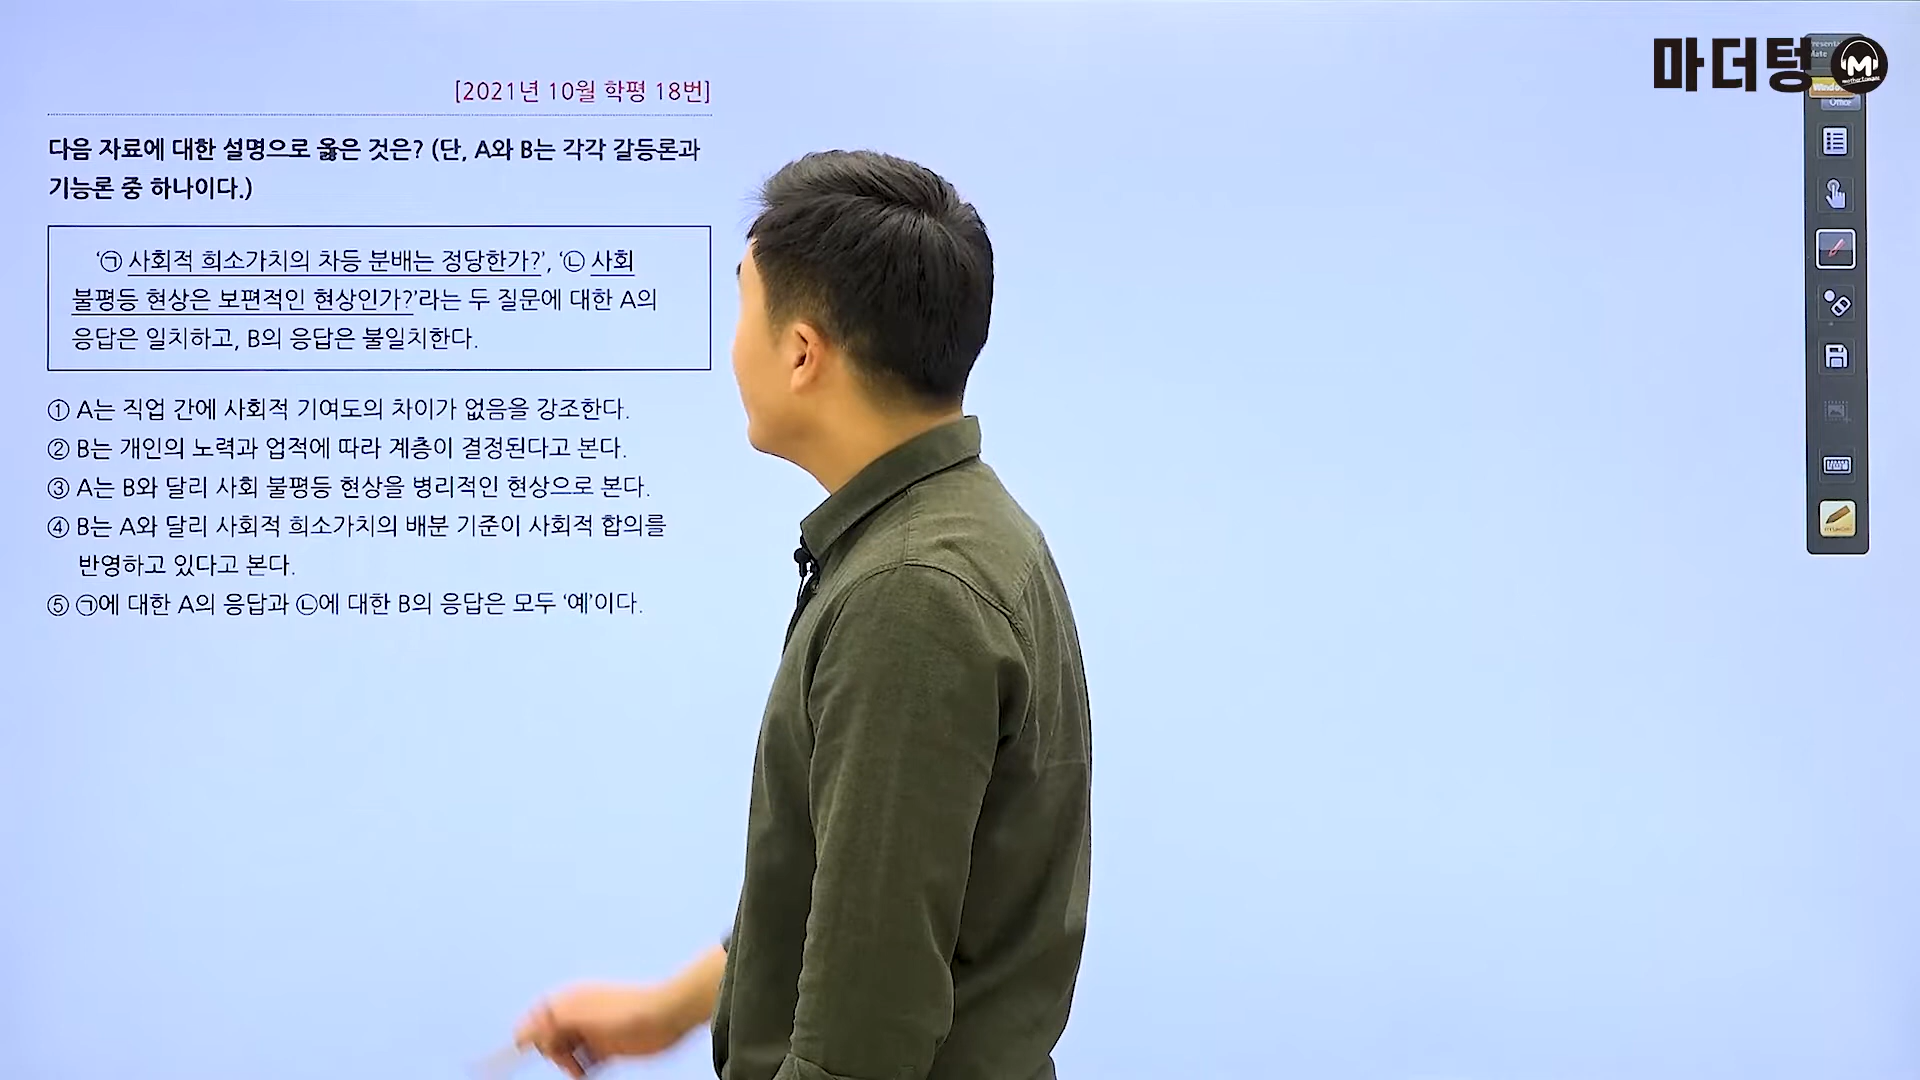 마더텅
[2021년 10월 학평 18번]
다음 자료에 대한 설명으로 옳은 것은? (단, A와 B는 각각 갈등론과
기능론 중 하나이다.)
‘㉠ 사회적 희소가치의 차등 분배는 정당한가?’, ‘㉡ 사회
불평등 현상은 보편적인 현상인가?’라는 두 질문에 대한 A의
응답은 일치하고, B의 응답은 불일치한다.
① A는 직업 간에 사회적 기여도의 차이가 없음을 강조한다.
② B는 개인의 노력과 업적에 따라 계층이 결정된다고 본다.
③ A는 B와 달리 사회 불평등 현상을 병리적인 현상으로 본다.
④ B는 A와 달리 사회적 희소가치의 배분 기준이 사회적 합의를
반영하고 있다고 본다.
⑤ ㉠에 대한 A의 응답과 ㉡에 대한 B의 응답은 모두 ‘예’이다.
M
Office